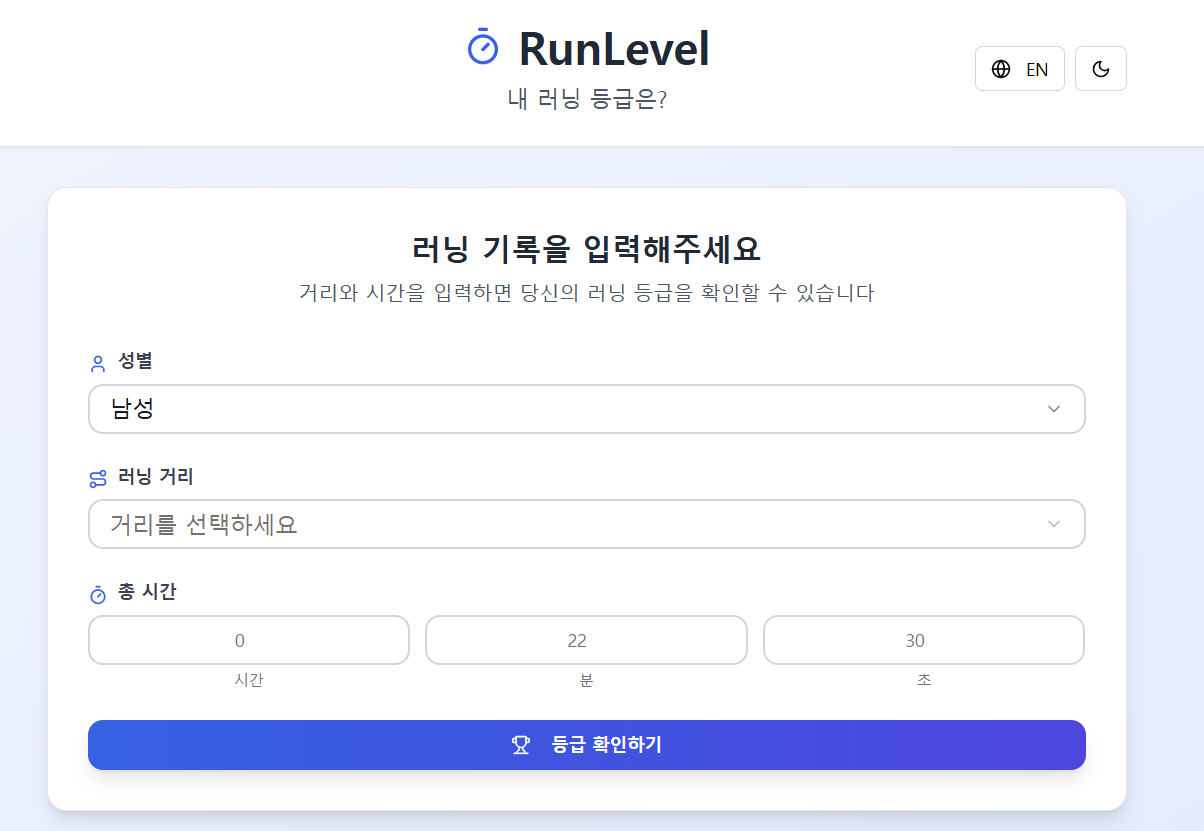 RunLevel
내 러닝 등급은?
EN
러닝 기록을 입력해주세요
거리와 시간을 입력하면 당신의 러닝 등급을 확인할 수 있습니다
성별
남성
러닝 거리
거리를 선택하세요
총 시간
0 22 30
시간 분 초
등급 확인하기